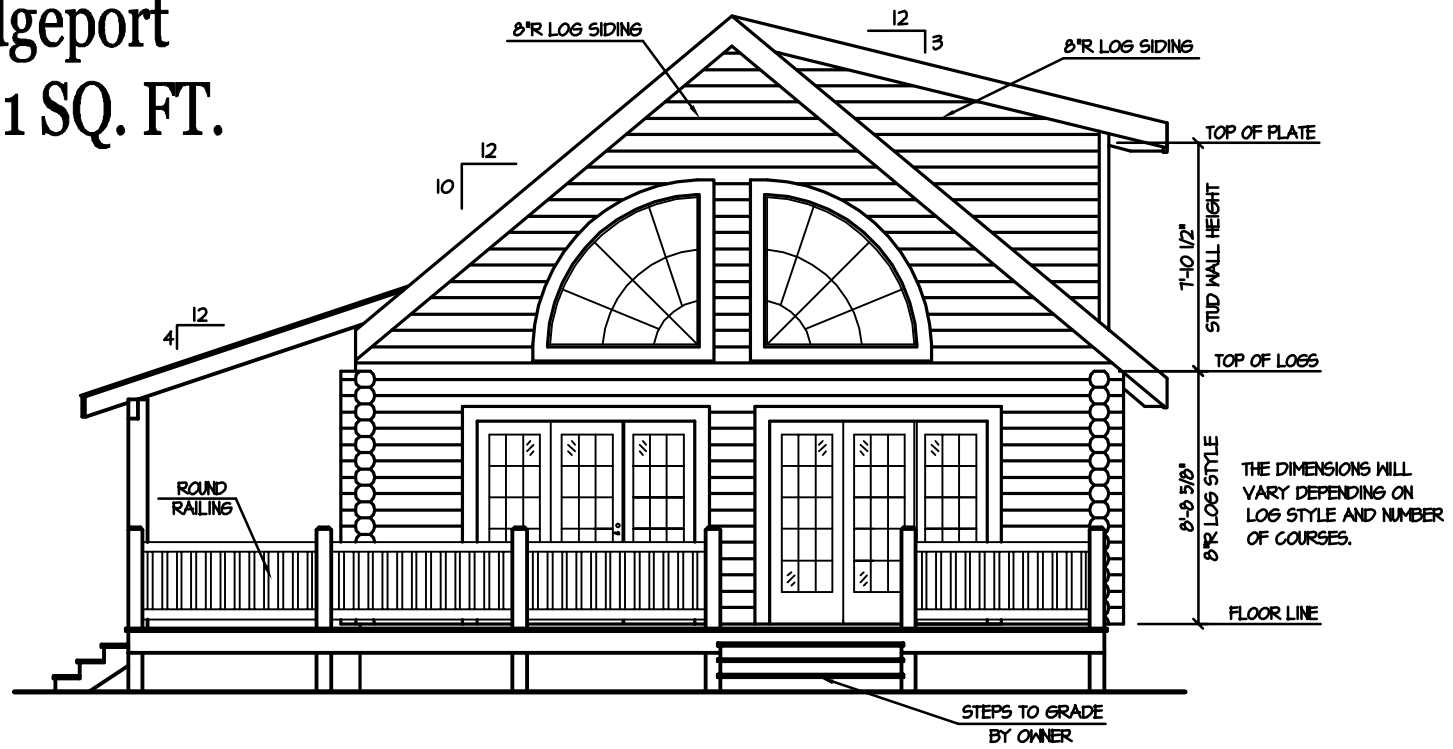 dgeport
1 SQ. FT.
8"R LOG SIDING
12
3
8"R LOG SIDING
TOP OF PLATE
12
10
7'-10 1/2"
STUD WALL HEIGHT
12
4
TOP OF LOGS
ROUND
RAILING
8'-8 5/8"
8"R LOG STYLE
THE DIMENSIONS WILL
VARY DEPENDING ON
LOG STYLE AND NUMBER
OF COURSES.
FLOOR LINE
STEPS TO GRADE
BY OWNER